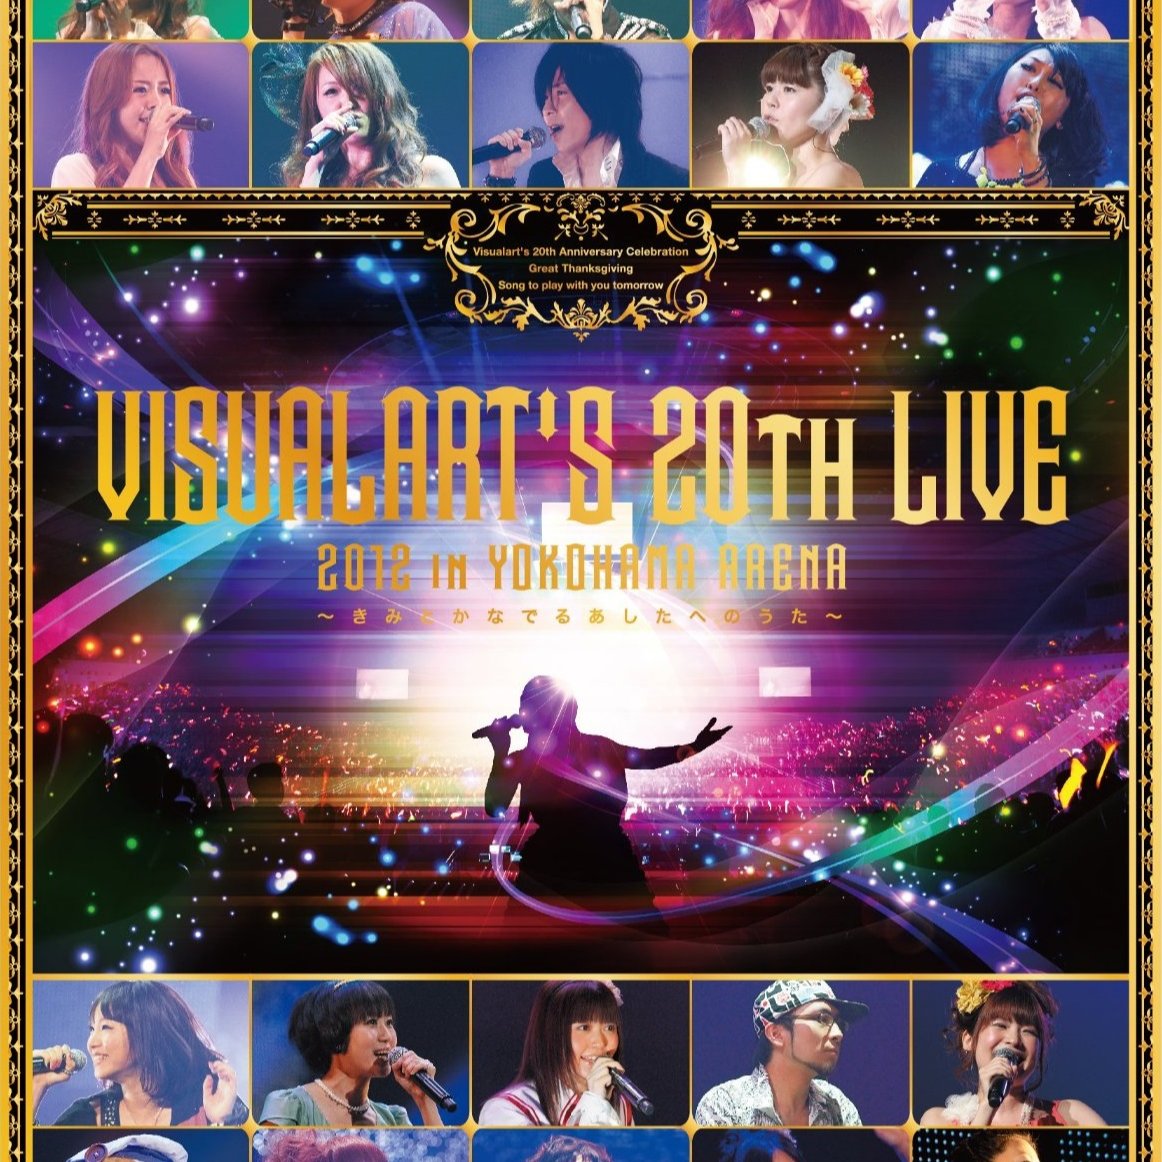 Visualart's 20th Anniversary Celebration
Great Thanksgiving
Song to play with you tomorrow
VISUALART'S 20TH LIVE
2012 IN YOKOHAMA ARENA
～きみとかなでるあしたへのうた～